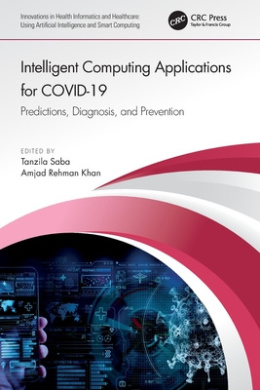 Innovations in Health Informatics and Healthcare:
Using Artificial Intelligence and Smart Computing
CRC Press
Taylor & Francis Group
Intelligent Computing Applications
for COVID-19
Predictions, Diagnosis, and Prevention
EDITED BY
Tanzila Saba
Amjad Rehman Khan